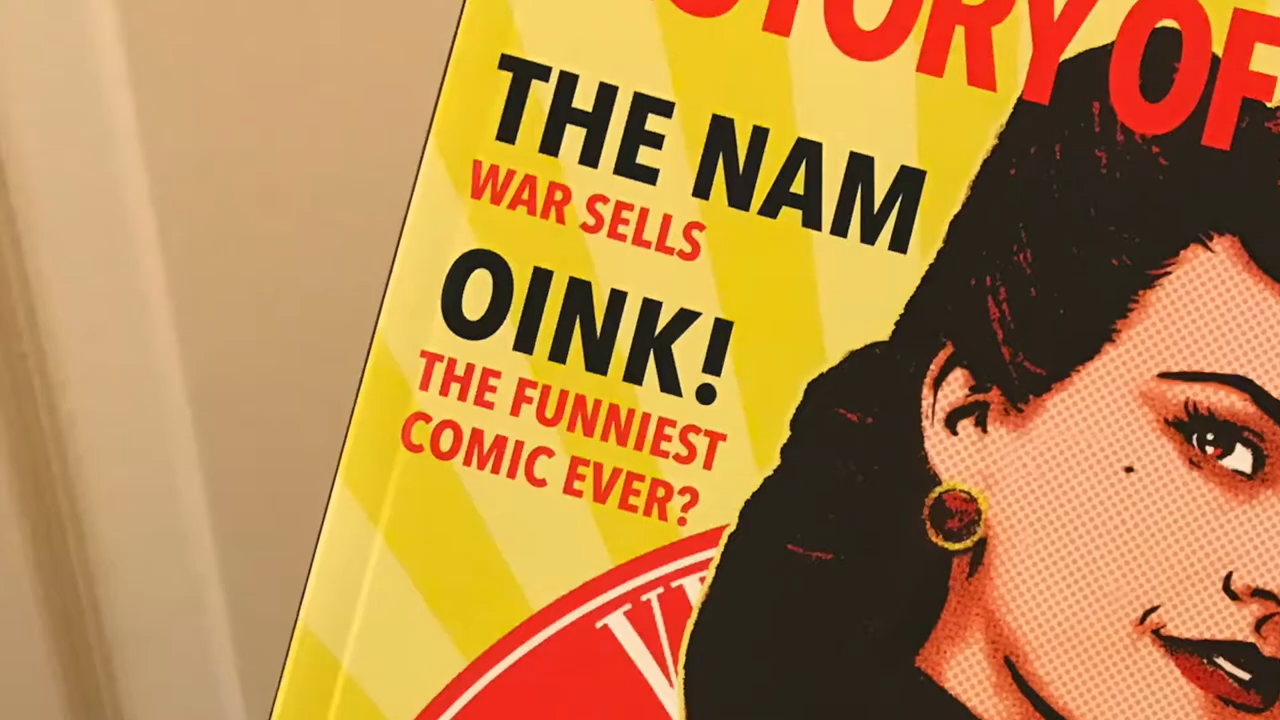 STORY OF
THE NAM
WAR SELLS
OINK!
THE FUNNIEST
COMIC EVER?